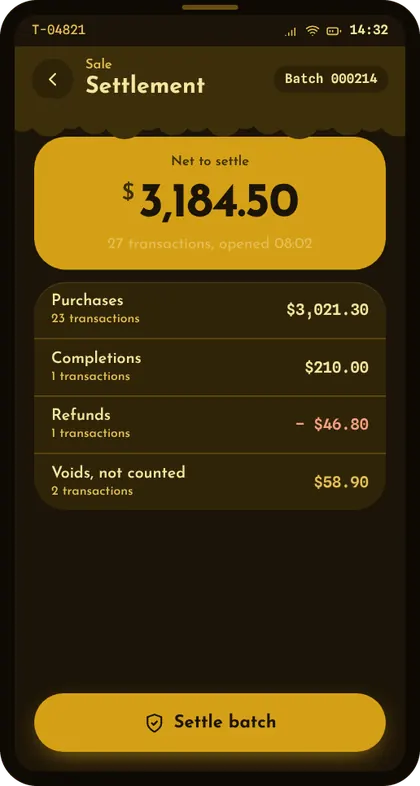 T-04821 14:32
Sale
Settlement
Batch 000214
Net to settle
$3,184.50
27 transactions, opened 08:02
Purchases
23 transactions
$3,021.30
Completions
1 transactions
$210.00
Refunds
1 transactions
− $46.80
Voids, not counted
2 transactions
$58.90
Settle batch